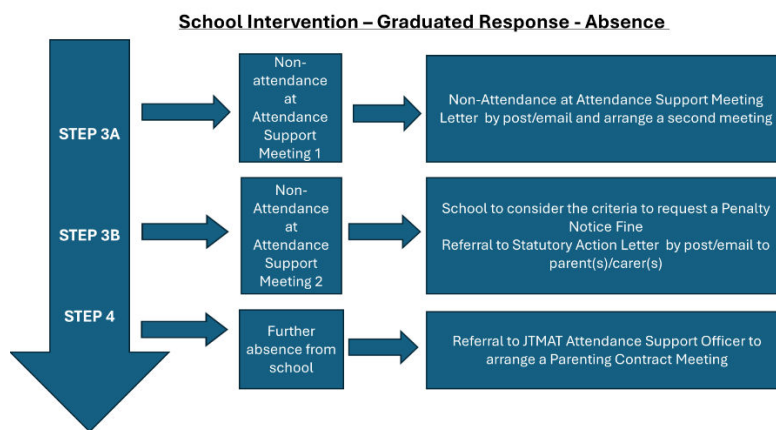 School Intervention – Graduated Response - Absence
STEP 3A
Non-
attendance
at
Attendance
Support
Meeting 1
Non-Attendance at Attendance Support Meeting
Letter by post/email and arrange a second meeting
STEP 3B
Non-
Attendance
at
Attendance
Support
Meeting 2
School to consider the criteria to request a Penalty
Notice Fine
Referral to Statutory Action Letter by post/email to
parent(s)/carer(s)
STEP 4
Further
absence from
school
Referral to JTMAT Attendance Support Officer to
arrange a Parenting Contract Meeting